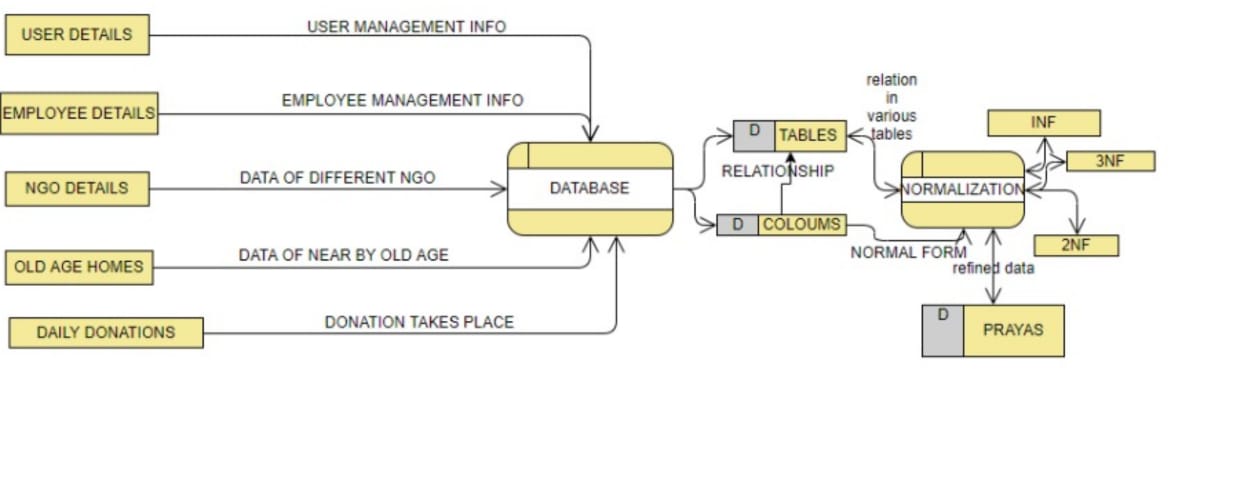 USER DETAILS
USER MANAGEMENT INFO
EMPLOYEE DETAILS
EMPLOYEE MANAGEMENT INFO
NGO DETAILS
DATA OF DIFFERENT NGO
OLD AGE HOMES
DATA OF NEAR BY OLD AGE
DAILY DONATIONS
DONATION TAKES PLACE
DATABASE
D TABLES
RELATIONSHIP
D COLOUMS
relation
in
various
tables
NORMAL FORM
NORMALIZATION
INF
3NF
2NF
refined data
D PRAYAS